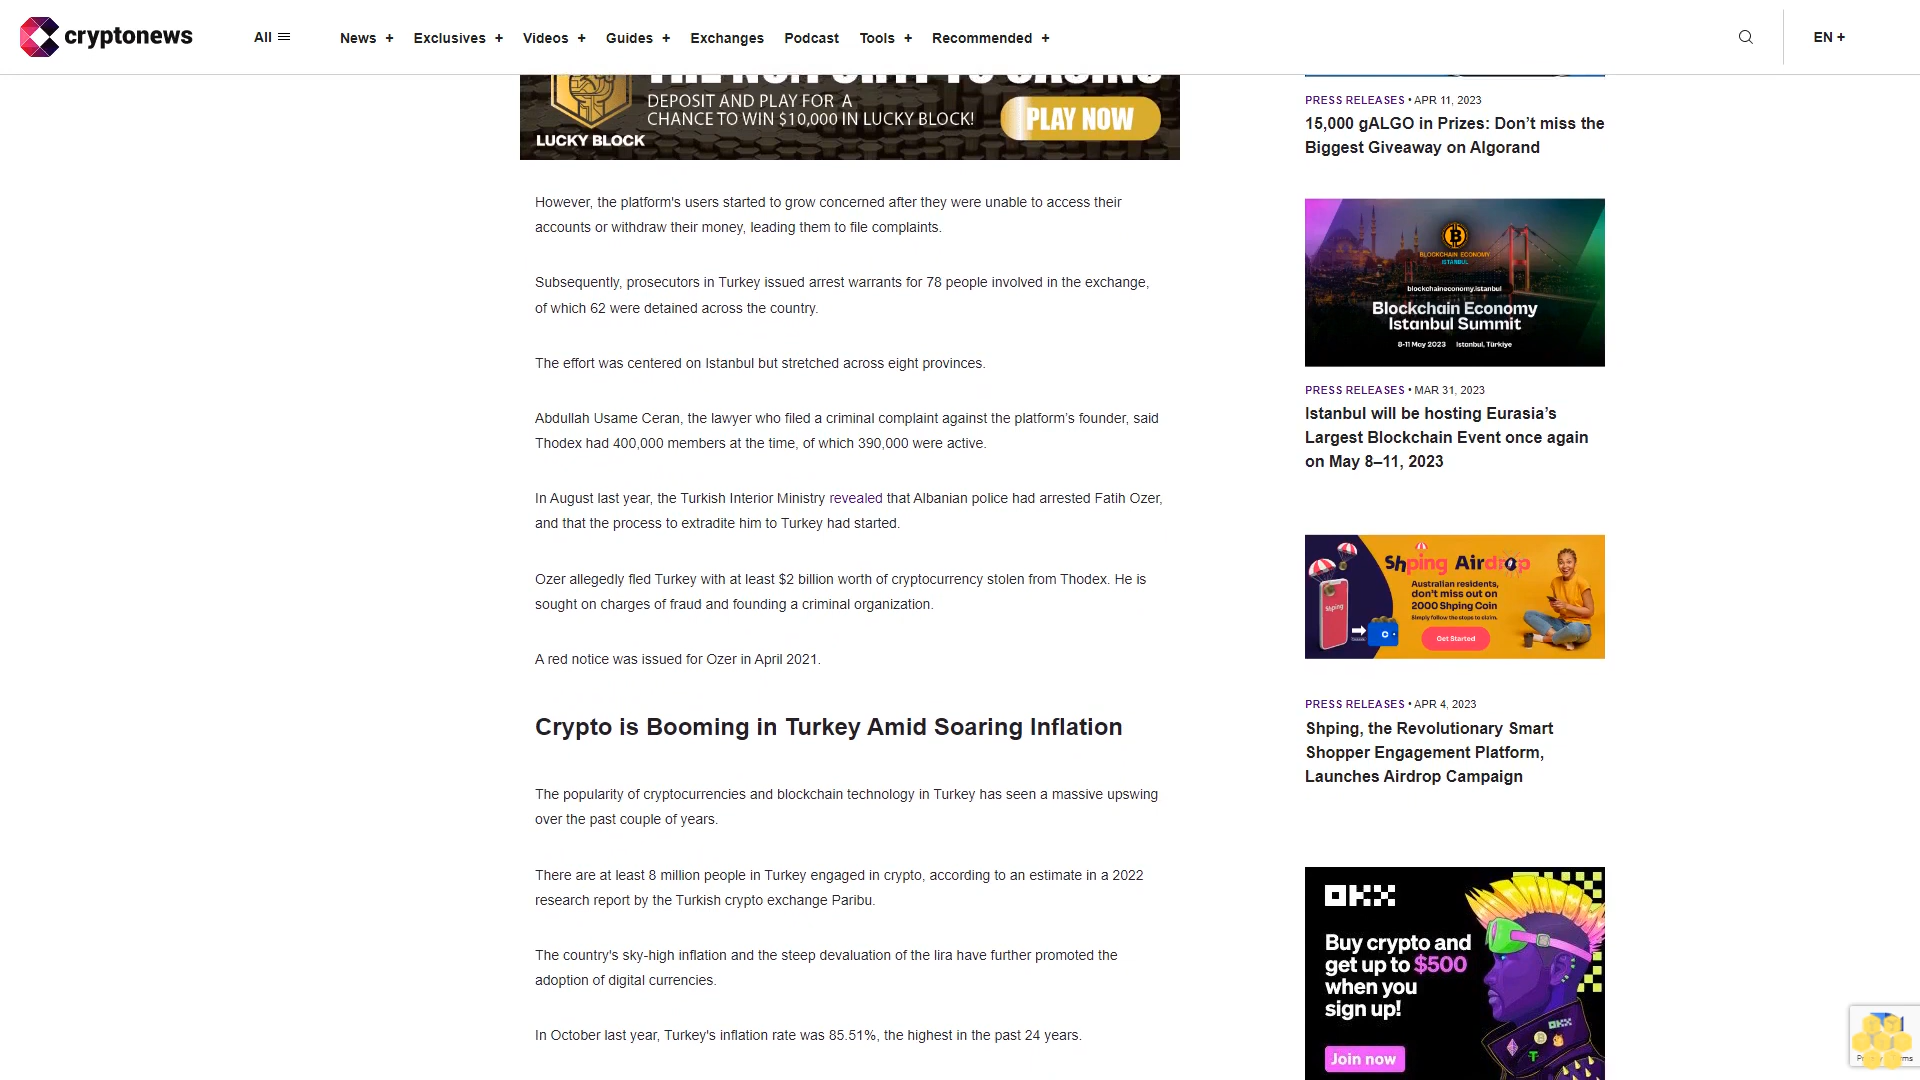 cryptonews
All
News +
Exclusives +
Videos +
Guides +
Exchanges
Podcast
Tools +
Recommended +
EN +
DEPOSIT AND PLAY FOR A
CHANCE TO WIN $10,000 IN LUCKY BLOCK!
PLAY NOW
LUCKY BLOCK
However, the platform's users started to grow concerned after they were unable to access their
accounts or withdraw their money, leading them to file complaints.
Subsequently, prosecutors in Turkey issued arrest warrants for 78 people involved in the exchange,
of which 62 were detained across the country.
The effort was centered on Istanbul but stretched across eight provinces.
Abdullah Usame Ceran, the lawyer who filed a criminal complaint against the platform’s founder, said
Thodex had 400,000 members at the time, of which 390,000 were active.
In August last year, the Turkish Interior Ministry revealed that Albanian police had arrested Fatih Ozer,
and that the process to extradite him to Turkey had started.
Ozer allegedly fled Turkey with at least $2 billion worth of cryptocurrency stolen from Thodex. He is
sought on charges of fraud and founding a criminal organization.
A red notice was issued for Ozer in April 2021.
Crypto is Booming in Turkey Amid Soaring Inflation
The popularity of cryptocurrencies and blockchain technology in Turkey has seen a massive upswing
over the past couple of years.
There are at least 8 million people in Turkey engaged in crypto, according to an estimate in a 2022
research report by the Turkish crypto exchange Paribu.
The country's sky-high inflation and the steep devaluation of the lira have further promoted the
adoption of digital currencies.
In October last year, Turkey's inflation rate was 85.51%, the highest in the past 24 years.
PRESS RELEASES • APR 11, 2023
15,000 gALGO in Prizes: Don’t miss the
Biggest Giveaway on Algorand
BLOCKCHAIN ECONOMY
ISTANBUL
blockchaineconomy.istanbul
Blockchain Economy
Istanbul Summit
8-11 May 2023 Istanbul, Türkiye
PRESS RELEASES • MAR 31, 2023
Istanbul will be hosting Eurasia’s
Largest Blockchain Event once again
on May 8–11, 2023
Shping Airdrop
Australian residents,
don't miss out on
2000 Shping Coin
Simply follow the steps to claim.
Get Started
Shping
PRESS RELEASES • APR 4, 2023
Shping, the Revolutionary Smart
Shopper Engagement Platform,
Launches Airdrop Campaign
OKX
Buy crypto and
get up to $500
when you
sign up!
Join now
OKX